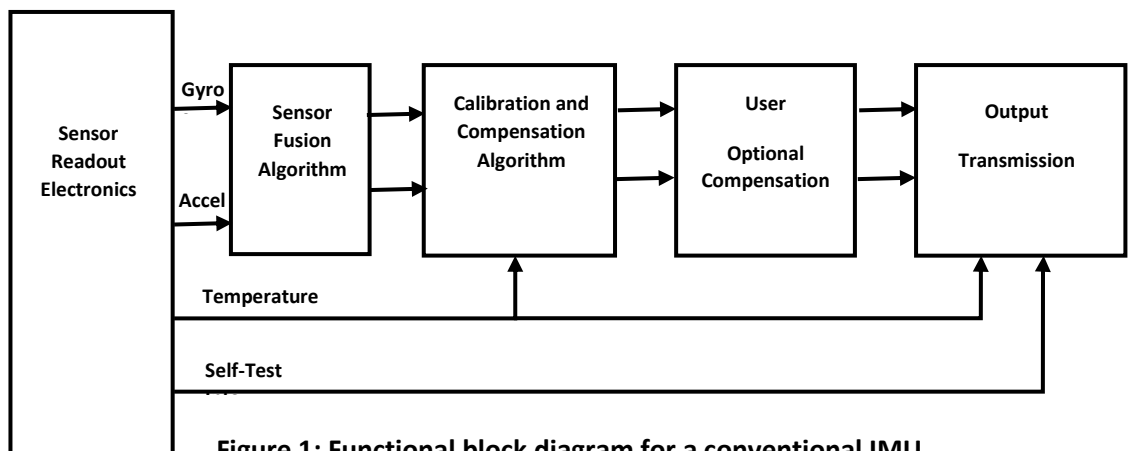 Gyro
Sensor
Readout
Electronics
Accel
Sensor
Fusion
Algorithm
Calibration and
Compensation
Algorithm
User
Optional
Compensation
Output
Transmission
Temperature
Self-Test
Figure 1: Functional block diagram for a conventional IMU